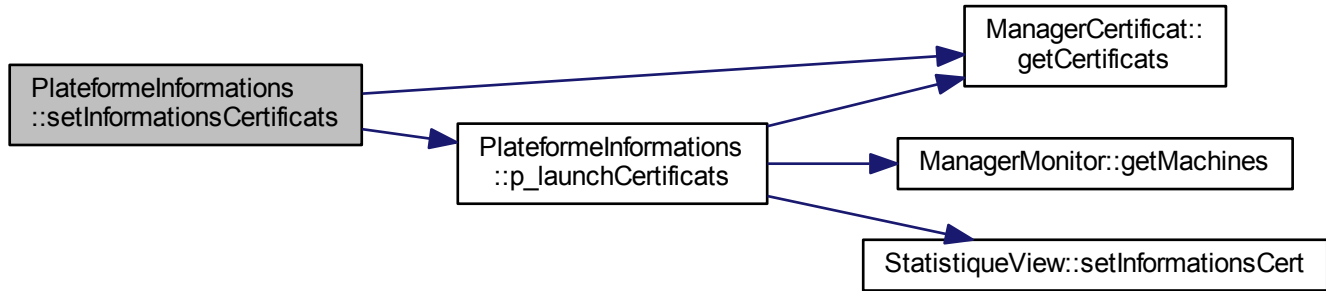 PlateformeInformations
::setInformationsCertificats
PlateformeInformations
::p_launchCertificats
ManagerCertificat::
getCertificats
ManagerMonitor::getMachines
StatistiqueView::setInformationsCert